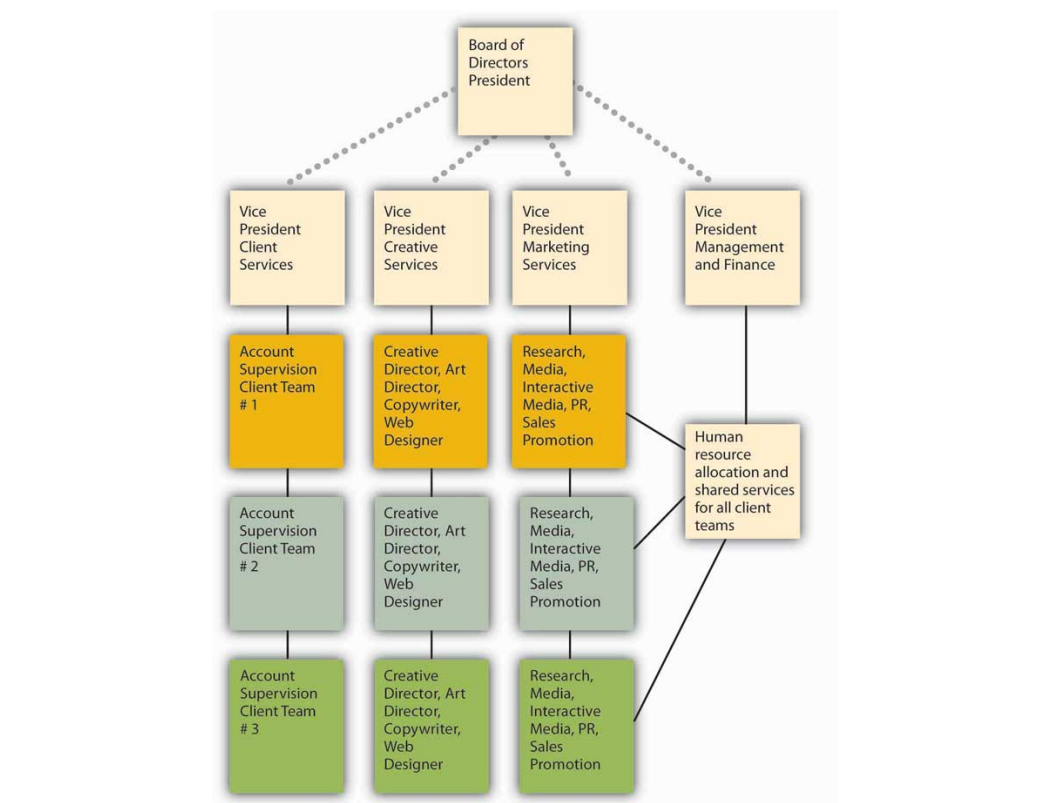 Board of
Directors
President
Vice
President
Client
Services
Vice
President
Creative
Services
Vice
President
Marketing
Services
Vice
President
Management
and Finance
Account
Supervision
Client Team
# 1
Creative
Director, Art
Director,
Copywriter,
Web
Designer
Research,
Media,
Interactive
Media, PR,
Sales
Promotion
Human
resource
allocation and
shared services
for all client
teams
Account
Supervision
Client Team
# 2
Creative
Director, Art
Director,
Copywriter,
Web
Designer
Research,
Media,
Interactive
Media, PR,
Sales
Promotion
Account
Supervision
Client Team
# 3
Creative
Director, Art
Director,
Copywriter,
Web
Designer
Research,
Media,
Interactive
Media, PR,
Sales
Promotion